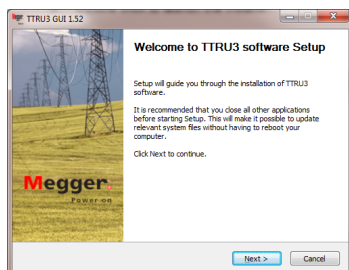 TTRU3 GUI 1.52
Welcome to TTRU3 software Setup
Setup will guide you through the installation of TTRU3
software.
It is recommended that you close all other applications
before starting Setup. This will make it possible to update
relevant system files without having to reboot your
computer.
Click Next to continue.
Megger
Power on
Next >
Cancel